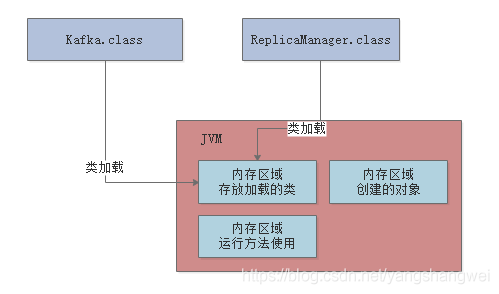 Kafka.class
ReplicaManager.class
类加载
JVM
类加载
内存区域
存放加载的类
内存区域
创建的对象
内存区域
运行方法使用
https://blog.csdn.net/yangshangwei